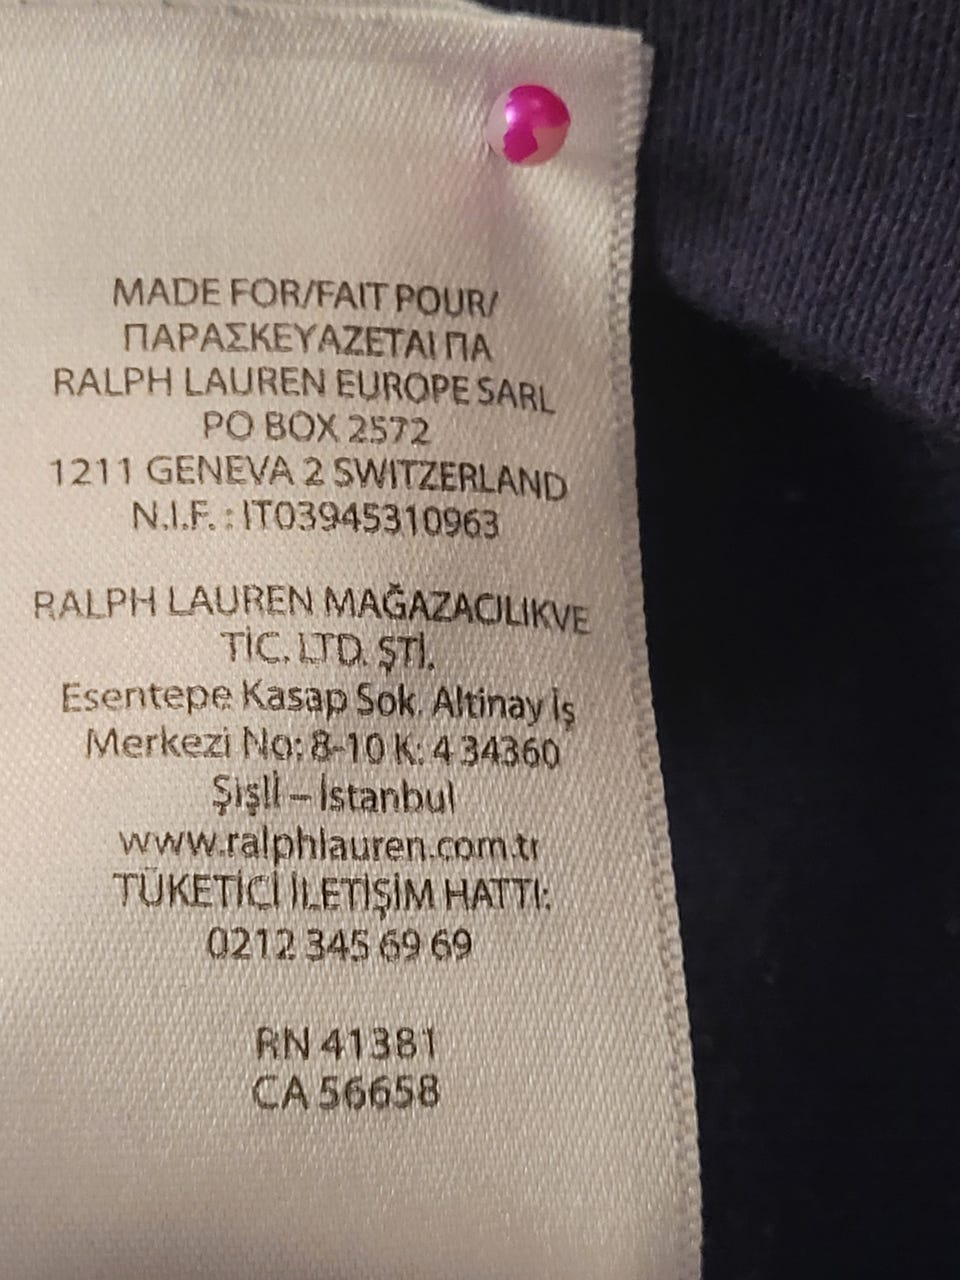 MADE FOR/FAIT POUR/
ΠΑΡΑΣΚΕΥΑΖΕΤΑΙ ΠΑ
RALPH LAUREN EUROPE SARL
PO BOX 2572
1211 GENEVA 2 SWITZERLAND
N.I.F. : IT03945310963
RALPH LAUREN MAĞAZACILIKVE
TİC. LTD. ŞTİ.
Esentepe Kasap Sok. Altinay İş
Merkezi No: 8-10 K: 4 34360
Şişli – İstanbul
www.ralphlauren.com.tr
TÜKETİCİ İLETİŞİM HATTI:
0212 345 69 69
RN 41381
CA 56658